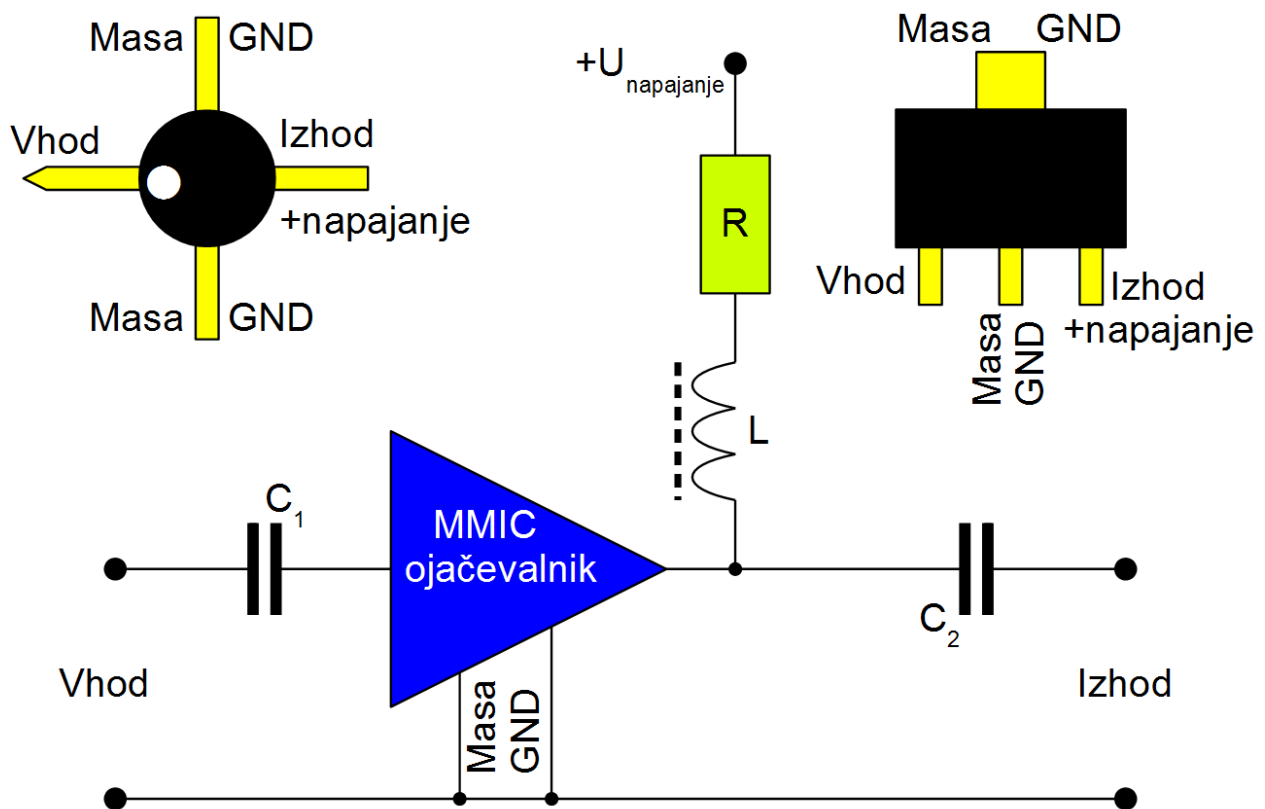 Masa GND
Vhod
Izhod
+napajanje
Masa GND
+Unapajanje
R
L
Masa GND
Vhod
Masa
GND
Izhod
+napajanje
C1
MMIC
ojačevalnik
C2
Vhod
Masa
GND
Izhod